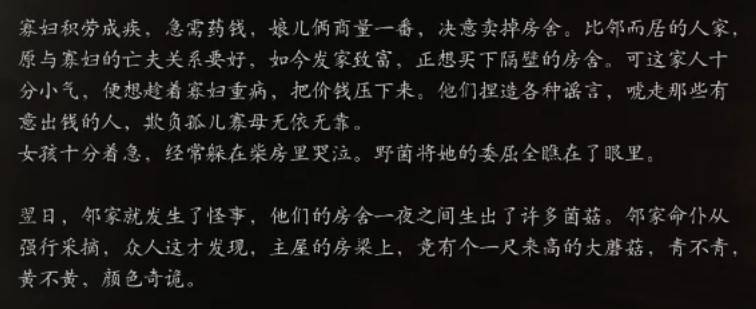 寡妇积劳成疾，急需药钱，娘儿俩商量一番，决意卖掉房舍。比邻而居的人家，
原与寡妇的亡夫关系要好，如今发家致富，正想买下隔壁的房舍。可这家人十
分小气，便想趁着寡妇重病，把价钱压下来。他们捏造各种谣言，唬走那些有
意出钱的人，欺负孤儿寡母无依无靠。
女孩十分着急，经常躲在柴房里哭泣。野菌将她的委屈全瞧在了眼里。
翌日，邻家就发生了怪事，他们的房舍一夜之间生出了许多菌菇。邻家命仆从
强行采摘，众人这才发现，主屋的房梁上，竟有个一尺来高的大蘑菇，青不青，
黄不黄，颜色奇诡。